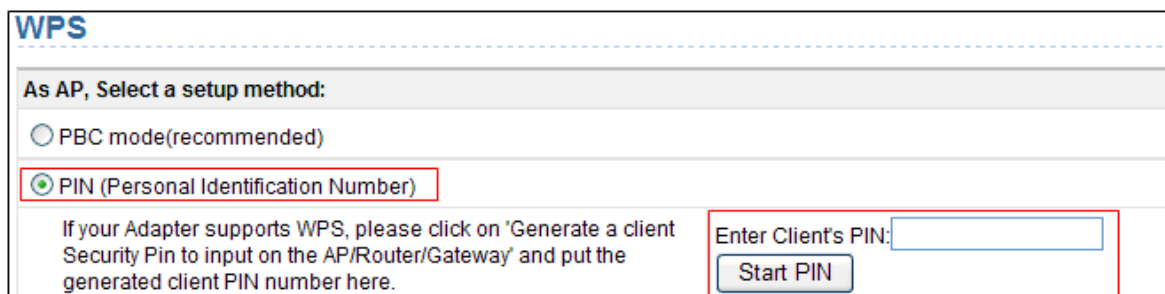 WPS
As AP, Select a setup method:
PBC mode(recommended)
PIN (Personal Identification Number)
If your Adapter supports WPS, please click on 'Generate a client
Security Pin to input on the AP/Router/Gateway' and put the
generated client PIN number here.
Enter Client's PIN:
Start PIN